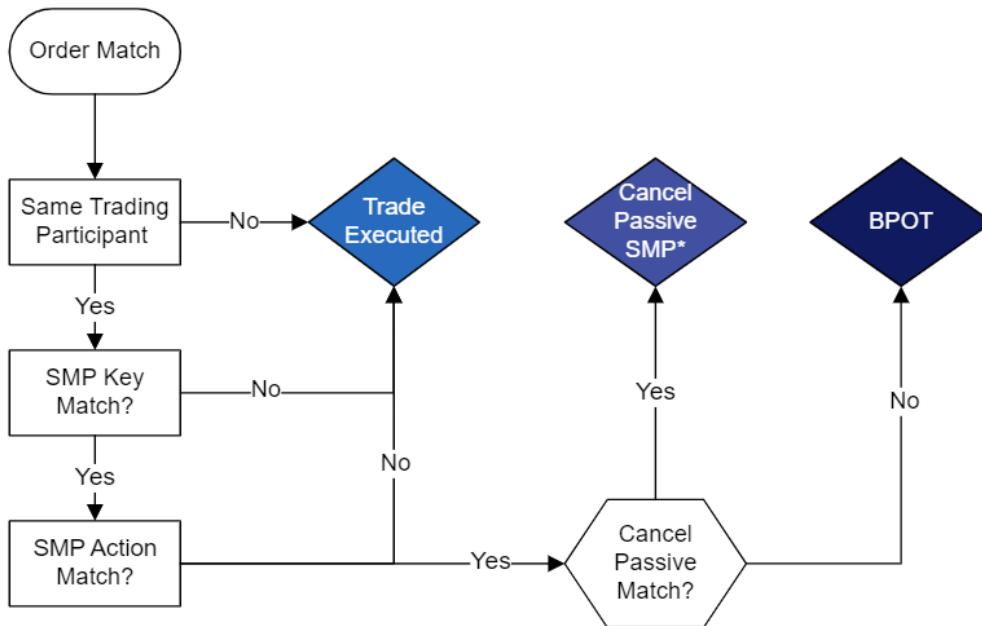 Order Match
Same Trading
Participant
No
Trade
Executed
Cancel
Passive
SMP*
BPOT
Yes
SMP Key
Match?
No
Yes
No
Yes
No
SMP Action
Match?
Yes
Cancel
Passive
Match?